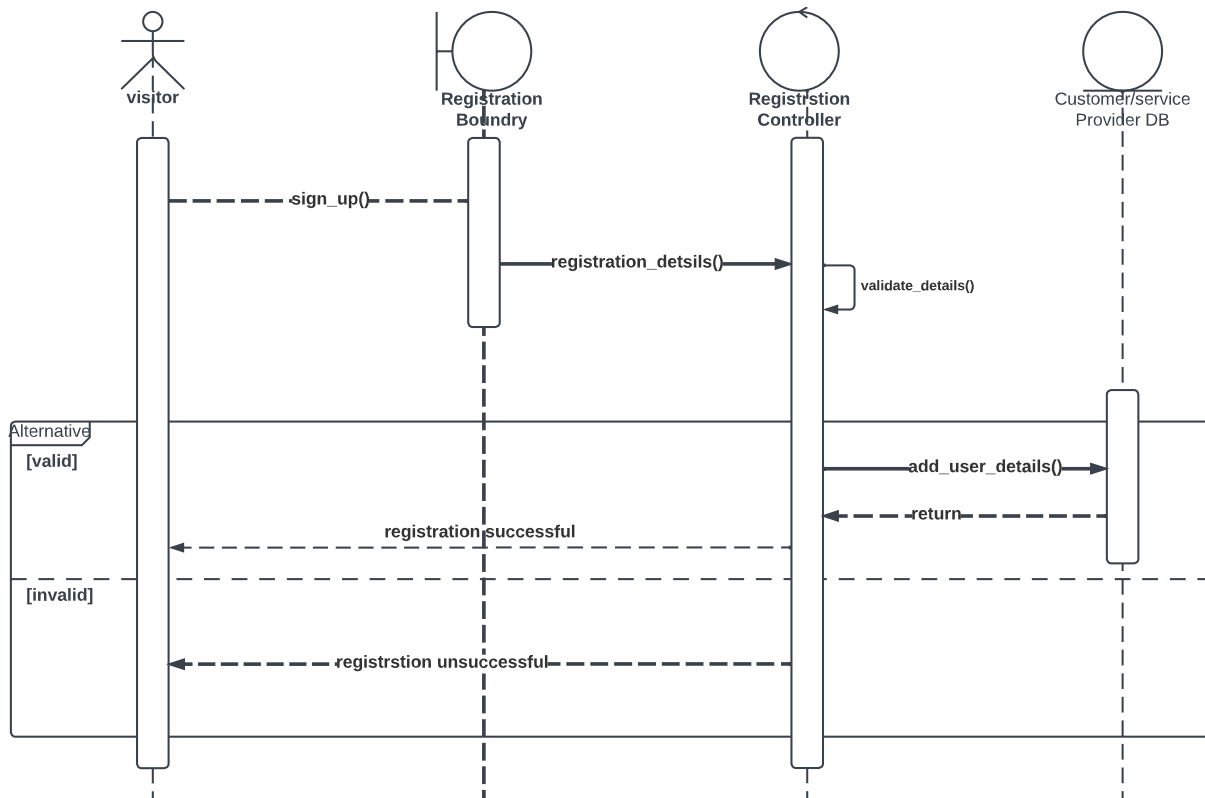 visitor
Registration
Boundry
Registrstion
Controller
Customer/service
Provider DB
sign_up()
registration_detsils()
validate_details()
Alternative
[valid]
add_user_details()
return
registration successful
[invalid]
registrstion unsuccessful